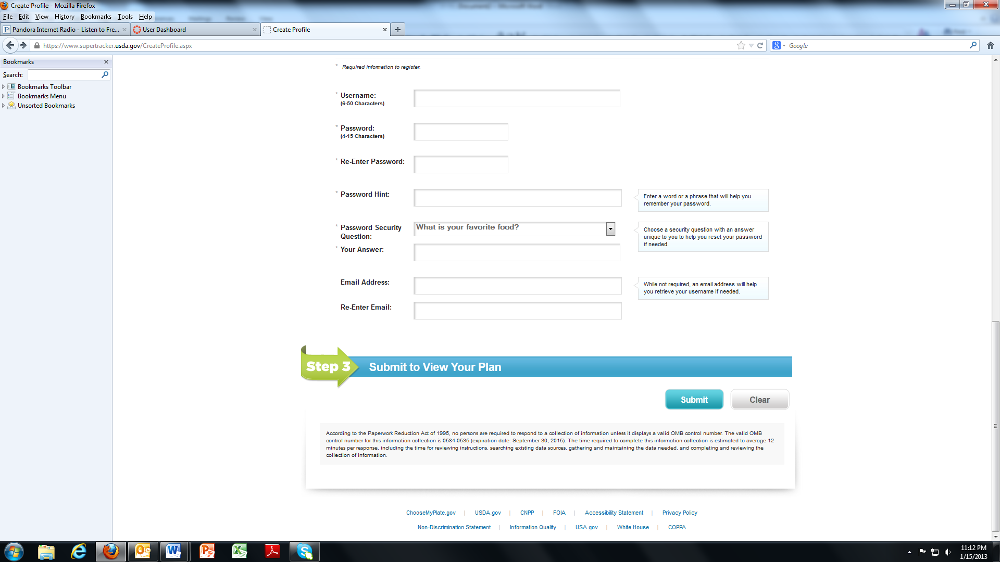 Create Profile - Mozilla Firefox
File Edit View History Bookmarks Tools Help
Pandora Internet Radio - Listen to Fre...
User Dashboard
Create Profile
https://www.supertracker.usda.gov/CreateProfile.aspx
Google
Bookmarks
Search:
Bookmarks Toolbar
Bookmarks Menu
Unsorted Bookmarks
* Required information to register.
* Username:
(6-50 Characters)
* Password:
(4-15 Characters)
* Re-Enter Password:
* Password Hint:
Enter a word or a phrase that will help you
remember your password.
* Password Security
Question:
What is your favorite food?
Choose a security question with an answer
unique to you to help you reset your password
if needed.
* Your Answer:
Email Address:
While not required, an email address will help
you retrieve your username if needed.
Re-Enter Email:
Step 3
Submit to View Your Plan
Submit
Clear
According to the Paperwork Reduction Act of 1995, no persons are required to respond to a collection of information unless it displays a valid OMB control number. The valid OMB
control number for this information collection is 0584-0535 (expiration date: September 30, 2015). The time required to complete this information collection is estimated to average 12
minutes per response, including the time for reviewing instructions, searching existing data sources, gathering and maintaining the data needed, and completing and reviewing the
collection of information.
ChooseMyPlate.gov | USDA.gov | CNPP | FOIA | Accessibility Statement | Privacy Policy
Non-Discrimination Statement | Information Quality | USA.gov | White House | COPPA
11:12 PM
1/15/2013